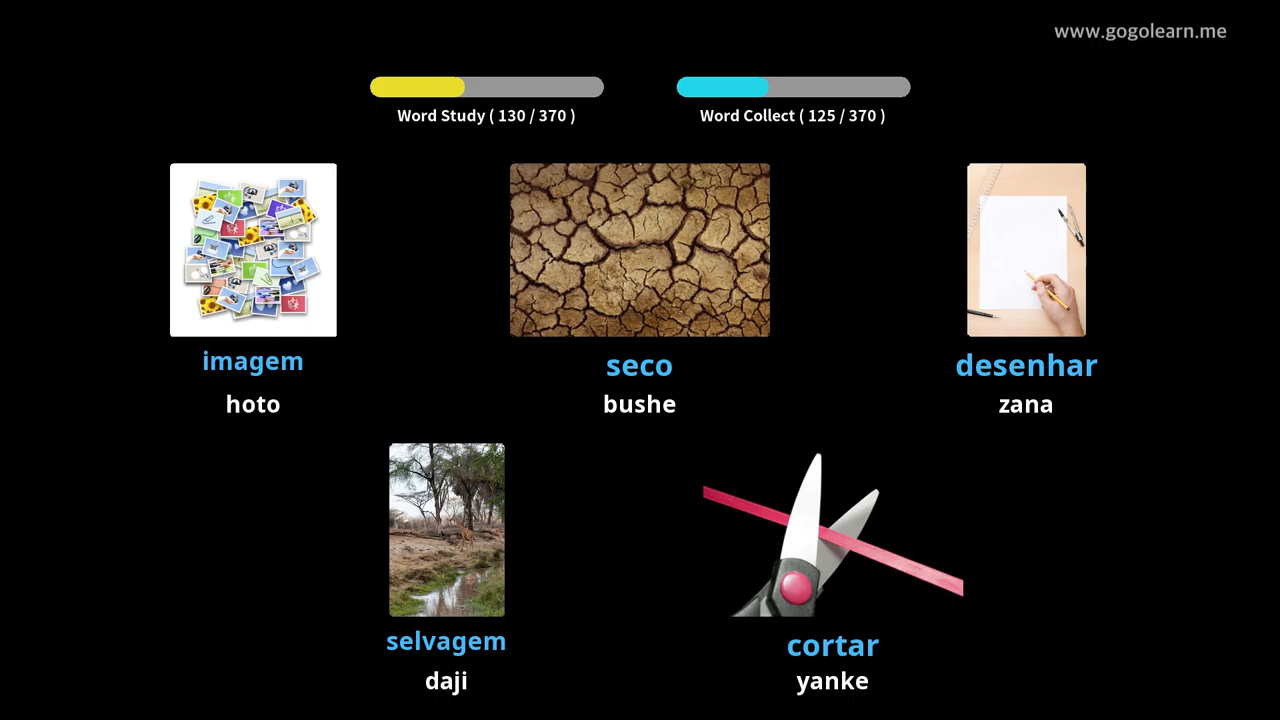 www.gogolearn.me
Word Study ( 130 / 370 )
Word Collect ( 125 / 370 )
imagem
hoto
seco
bushe
desenhar
zana
selvagem
daji
cortar
yanke